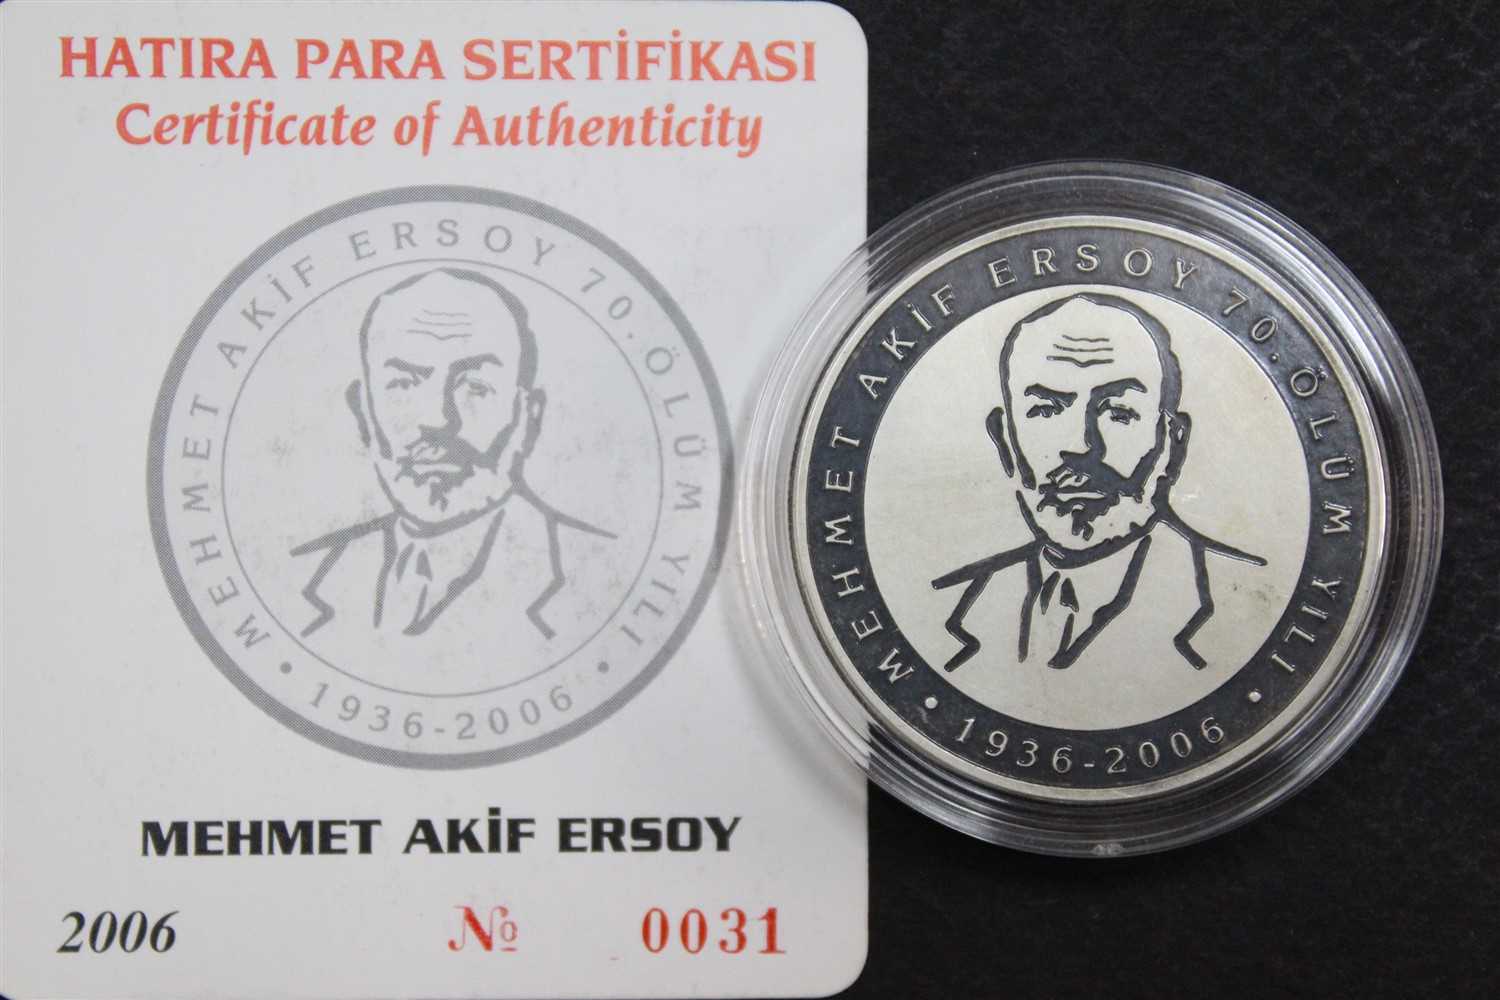 HATIRA PARA SERTİFİKASI
Certificate of Authenticity
MEHMET AKİF ERSOY 70. ÖLÜM YILI
• 1936-2006 •
MEHMET AKİF ERSOY
2006 № 0031
MEHMET AKİF ERSOY 70. ÖLÜM YILI
• 1936-2006 •